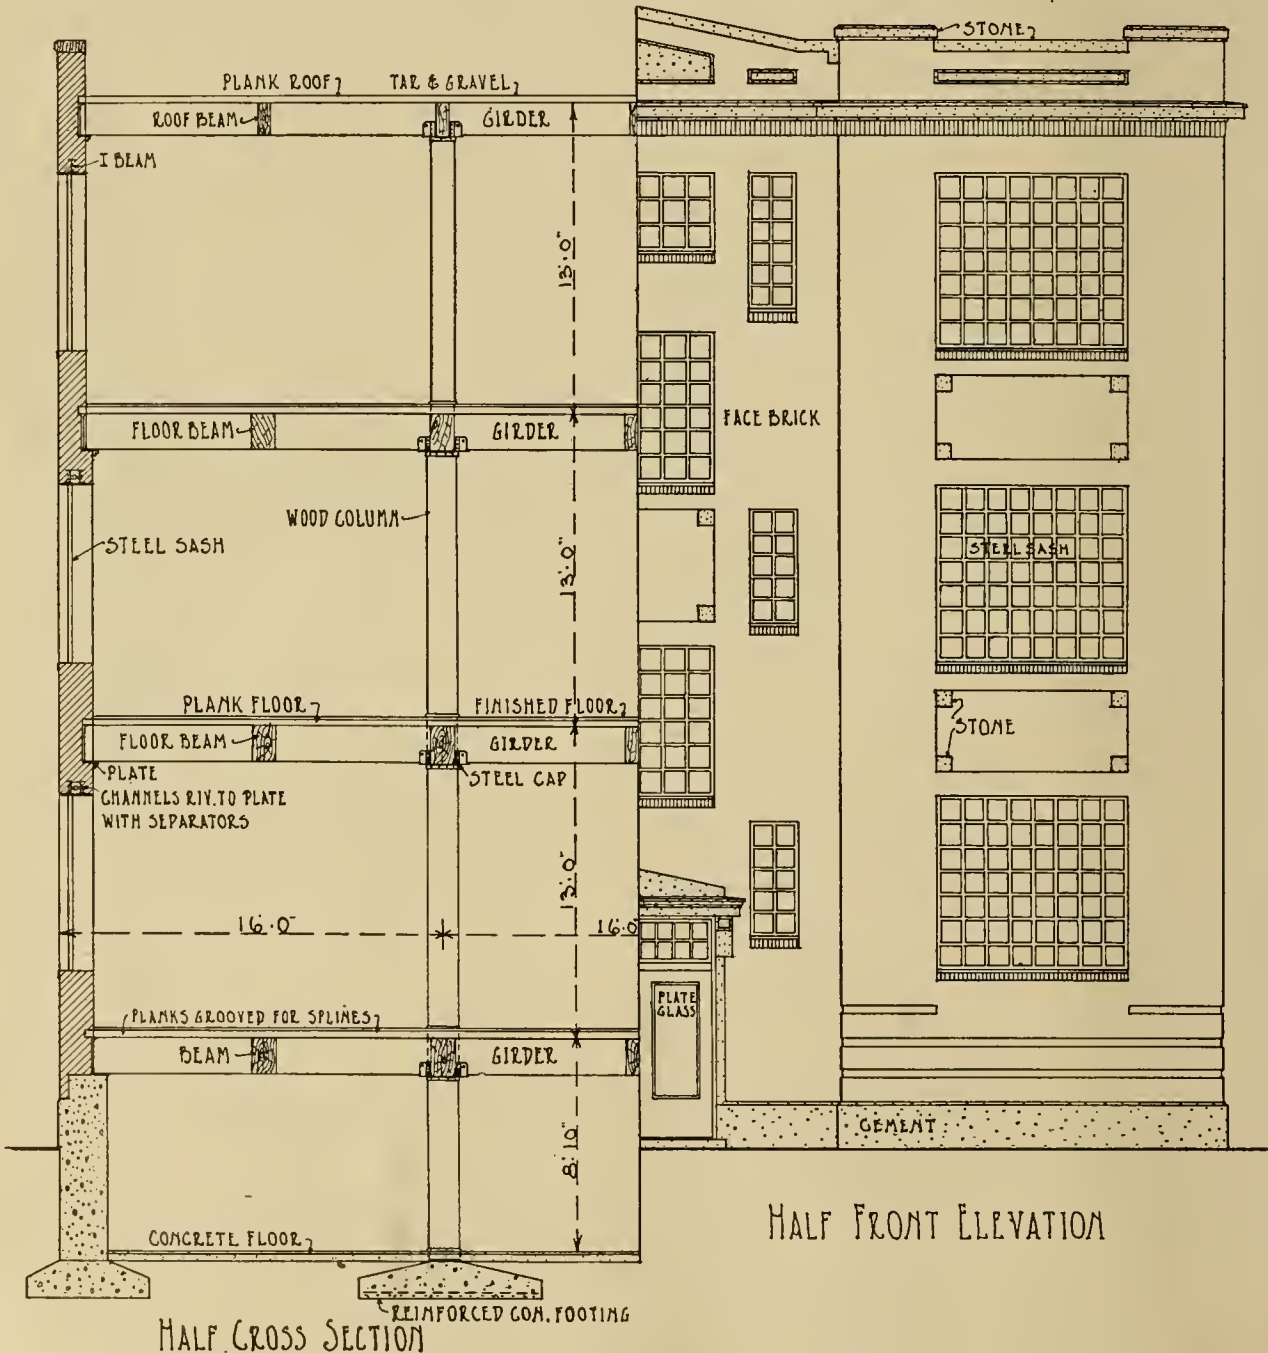 STONE
PLANK ROOF
TAR & GRAVEL
ROOF BEAM
GIRDER
I BEAM
13'-0"
FLOOR BEAM
GIRDER
FACE BRICK
WOOD COLUMN
STEEL SASH
STEEL SASH
13'-0"
PLANK FLOOR
FINISHED FLOOR
FLOOR BEAM
GIRDER
STONE
PLATE
STEEL CAP
CHANNELS RIV. TO PLATE
WITH SEPARATORS
13'-0"
16'-0"
16'-0
PLATE
GLASS
PLANKS GROOVED FOR SPLINES
BEAM
GIRDER
CEMENT
8'-10"
HALF FRONT ELEVATION
CONCRETE FLOOR
REINFORCED CON. FOOTING
HALF CROSS SECTION